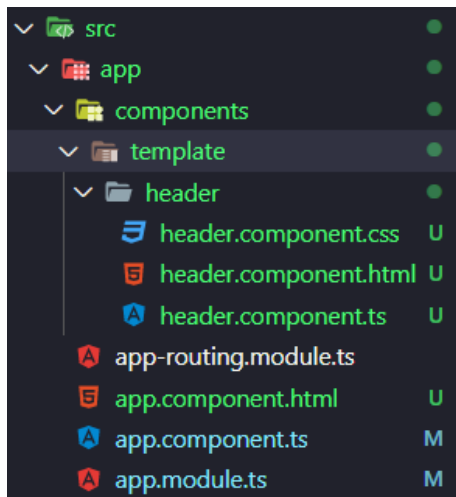 src
app
components
template
header
header.component.css U
header.component.html U
header.component.ts U
app-routing.module.ts
app.component.html U
app.component.ts M
app.module.ts M